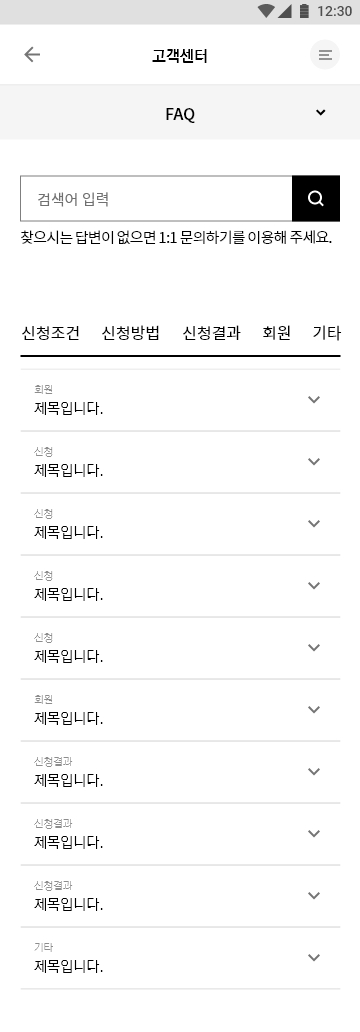 12:30
고객센터
FAQ
검색어 입력
찾으시는 답변이 없으면 1:1 문의하기를 이용해 주세요.
신청조건 신청방법 신청결과 회원 기타
회원
제목입니다.
신청
제목입니다.
신청
제목입니다.
신청
제목입니다.
신청
제목입니다.
회원
제목입니다.
신청결과
제목입니다.
신청결과
제목입니다.
신청결과
제목입니다.
기타
제목입니다.